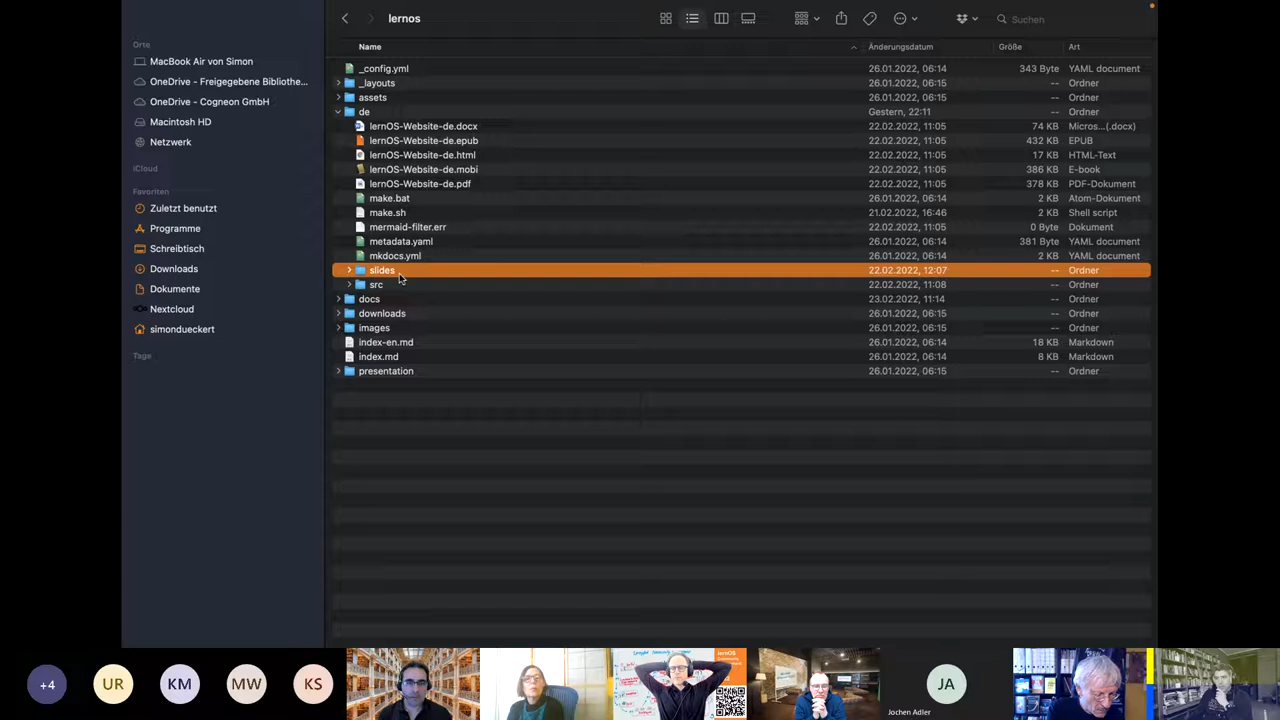 lernos
Suchen
Orte
MacBook Air von Simon
OneDrive - Freigegebene Bibliothe...
OneDrive - Cogneon GmbH
Macintosh HD
Netzwerk
iCloud
Favoriten
Zuletzt benutzt
Programme
Schreibtisch
Downloads
Dokumente
Nextcloud
simondueckert
Tags
Name Änderungsdatum Größe Art
_config.yml 26.01.2022, 06:14 343 Byte YAML document
_layouts 26.01.2022, 06:15 -- Ordner
assets 26.01.2022, 06:15 -- Ordner
de Gestern, 22:11 -- Ordner
lernOS-Website-de.docx 22.02.2022, 11:05 74 KB Micros...(.docx)
lernOS-Website-de.epub 22.02.2022, 11:05 432 KB EPUB
lernOS-Website-de.html 22.02.2022, 11:05 17 KB HTML-Text
lernOS-Website-de.mobi 22.02.2022, 11:05 386 KB E-book
lernOS-Website-de.pdf 22.02.2022, 11:05 378 KB PDF-Dokument
make.bat 26.01.2022, 06:14 2 KB Atom-Dokument
make.sh 21.02.2022, 16:46 2 KB Shell script
mermaid-filter.err 22.02.2022, 11:05 0 Byte Dokument
metadata.yaml 26.01.2022, 06:14 381 Byte YAML document
mkdocs.yml 26.01.2022, 06:14 2 KB YAML document
slides 22.02.2022, 12:07 -- Ordner
src 22.02.2022, 11:08 -- Ordner
docs 23.02.2022, 11:14 -- Ordner
downloads 26.01.2022, 06:15 -- Ordner
images 26.01.2022, 06:15 -- Ordner
index-en.md 26.01.2022, 06:14 18 KB Markdown
index.md 26.01.2022, 06:14 8 KB Markdown
presentation 26.01.2022, 06:15 -- Ordner
+4
UR
KM
MW
KS
lernOS
JA
Jochen Adler